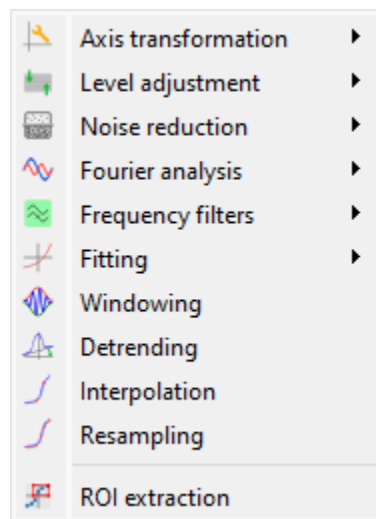 Axis transformation
Level adjustment
Noise reduction
Fourier analysis
Frequency filters
Fitting
Windowing
Detrending
Interpolation
Resampling
ROI extraction